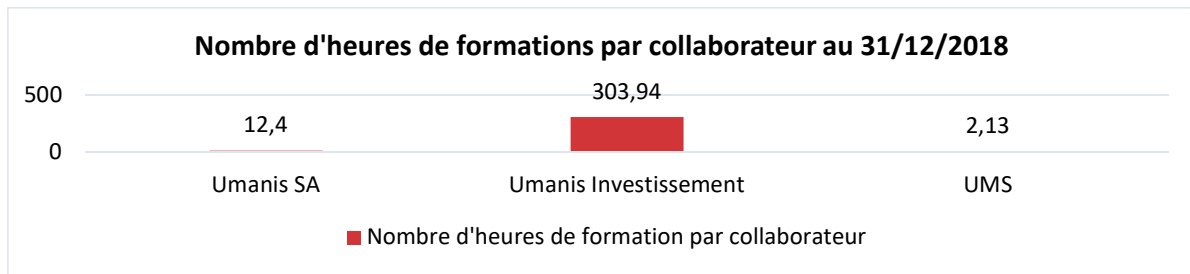 Nombre d'heures de formations par collaborateur au 31/12/2018
500
0
12,4
303,94
2,13
Umanis SA
Umanis Investissement
UMS
Nombre d'heures de formation par collaborateur